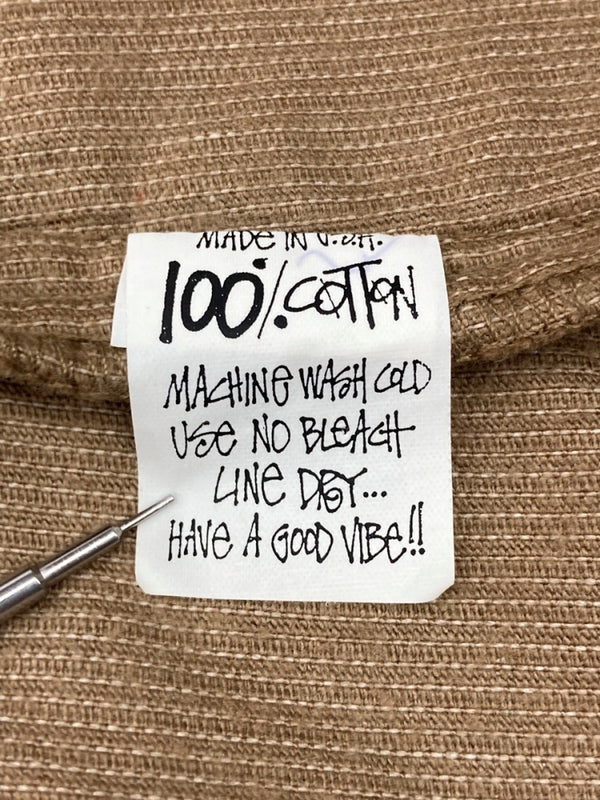 MADE IN U.S.A.
100% COTTON
MACHINE WASH COLD
USE NO BLEACH
LINE DRY...
HAVE A GOOD VIBE!!